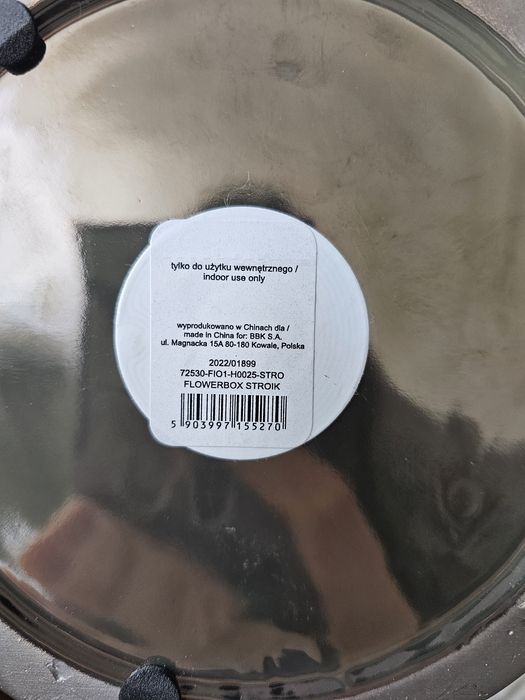 tylko do użytku wewnętrznego /
indoor use only
wyprodukowano w Chinach dla /
made in China for: BBK S.A.
ul. Magnacka 15A 80-180 Kowale, Polska
2022/01899
72530-FIO1-H0025-STRO
FLOWERBOX STROIK
5 903997 155270